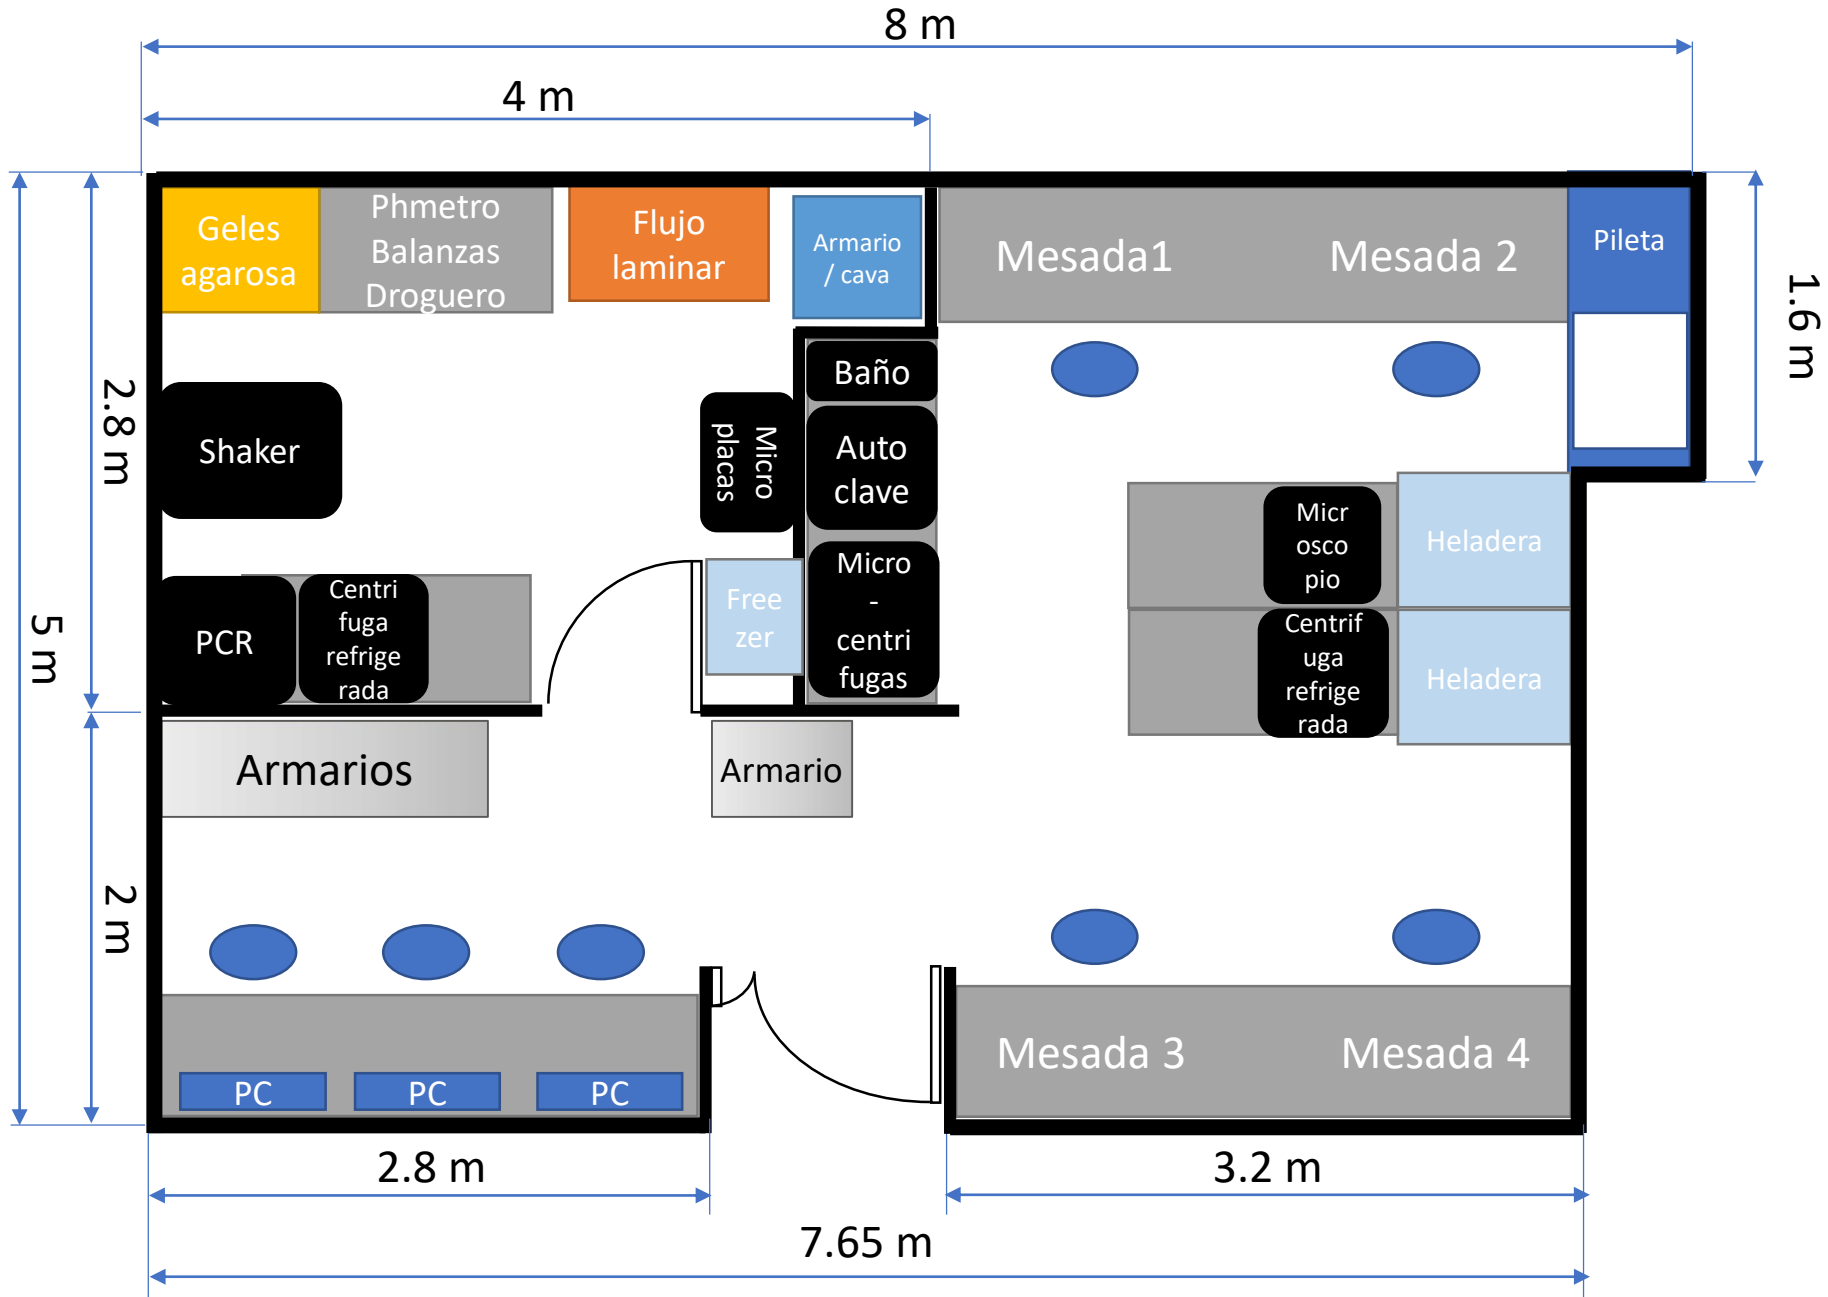 8 m
4 m
Geles
agarosa
Phmetro
Balanzas
Droguero
Flujo
laminar
Armario
/ cava
Mesada1
Mesada 2
Pileta
1.6 m
2.8 m
Shaker
Micro
placas
Baño
Auto
clave
Micro
-
centri
fugas
Micr
osco
pio
Heladera
5 m
PCR
Centri
fuga
refrige
rada
Free
zer
Centrif
uga
refrige
rada
Heladera
Armarios
Armario
2 m
PC
PC
PC
Mesada 3
Mesada 4
2.8 m
3.2 m
7.65 m